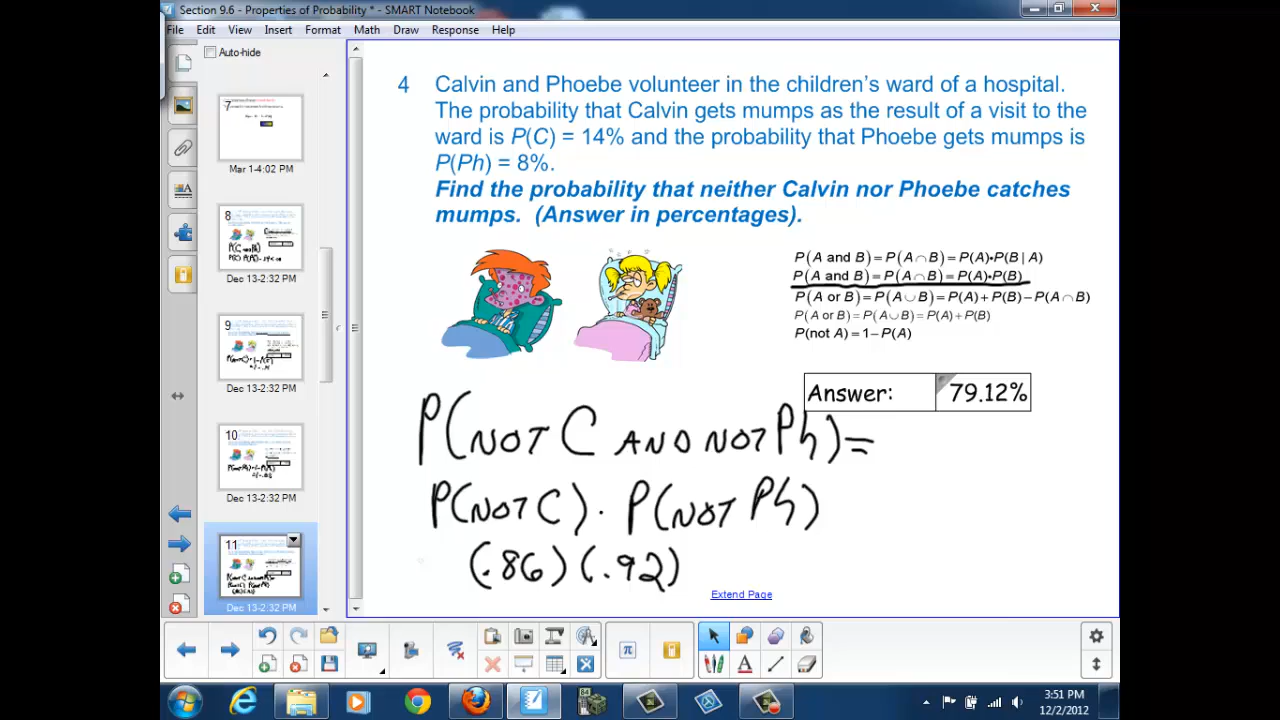 Section 9.6 - Properties of Probability * - SMART Notebook
File Edit View Insert Format Math Draw Response Help
Auto-hide
7
Mar 1-4:02 PM
8
Dec 13-2:32 PM
9
Dec 13-2:32 PM
10
Dec 13-2:32 PM
11
Dec 13-2:32 PM
4 Calvin and Phoebe volunteer in the children's ward of a hospital.
The probability that Calvin gets mumps as the result of a visit to the
ward is P(C) = 14% and the probability that Phoebe gets mumps is
P(Ph) = 8%.
Find the probability that neither Calvin nor Phoebe catches
mumps. (Answer in percentages).
P(A and B)=P(A∩B)=P(A)•P(B|A)
P(A and B)=P(A∩B)=P(A)•P(B)
P(A or B)=P(A∪B)=P(A)+P(B)−P(A∩B)
P(A or B)=P(A∪B)=P(A)+P(B)
P(not A)=1−P(A)
Answer: 79.12%
P(NOT C AND NOT Ph)=
P(NOT C) · P(NOT Ph)
(.86)(.92)
Extend Page
3:51 PM
12/2/2012